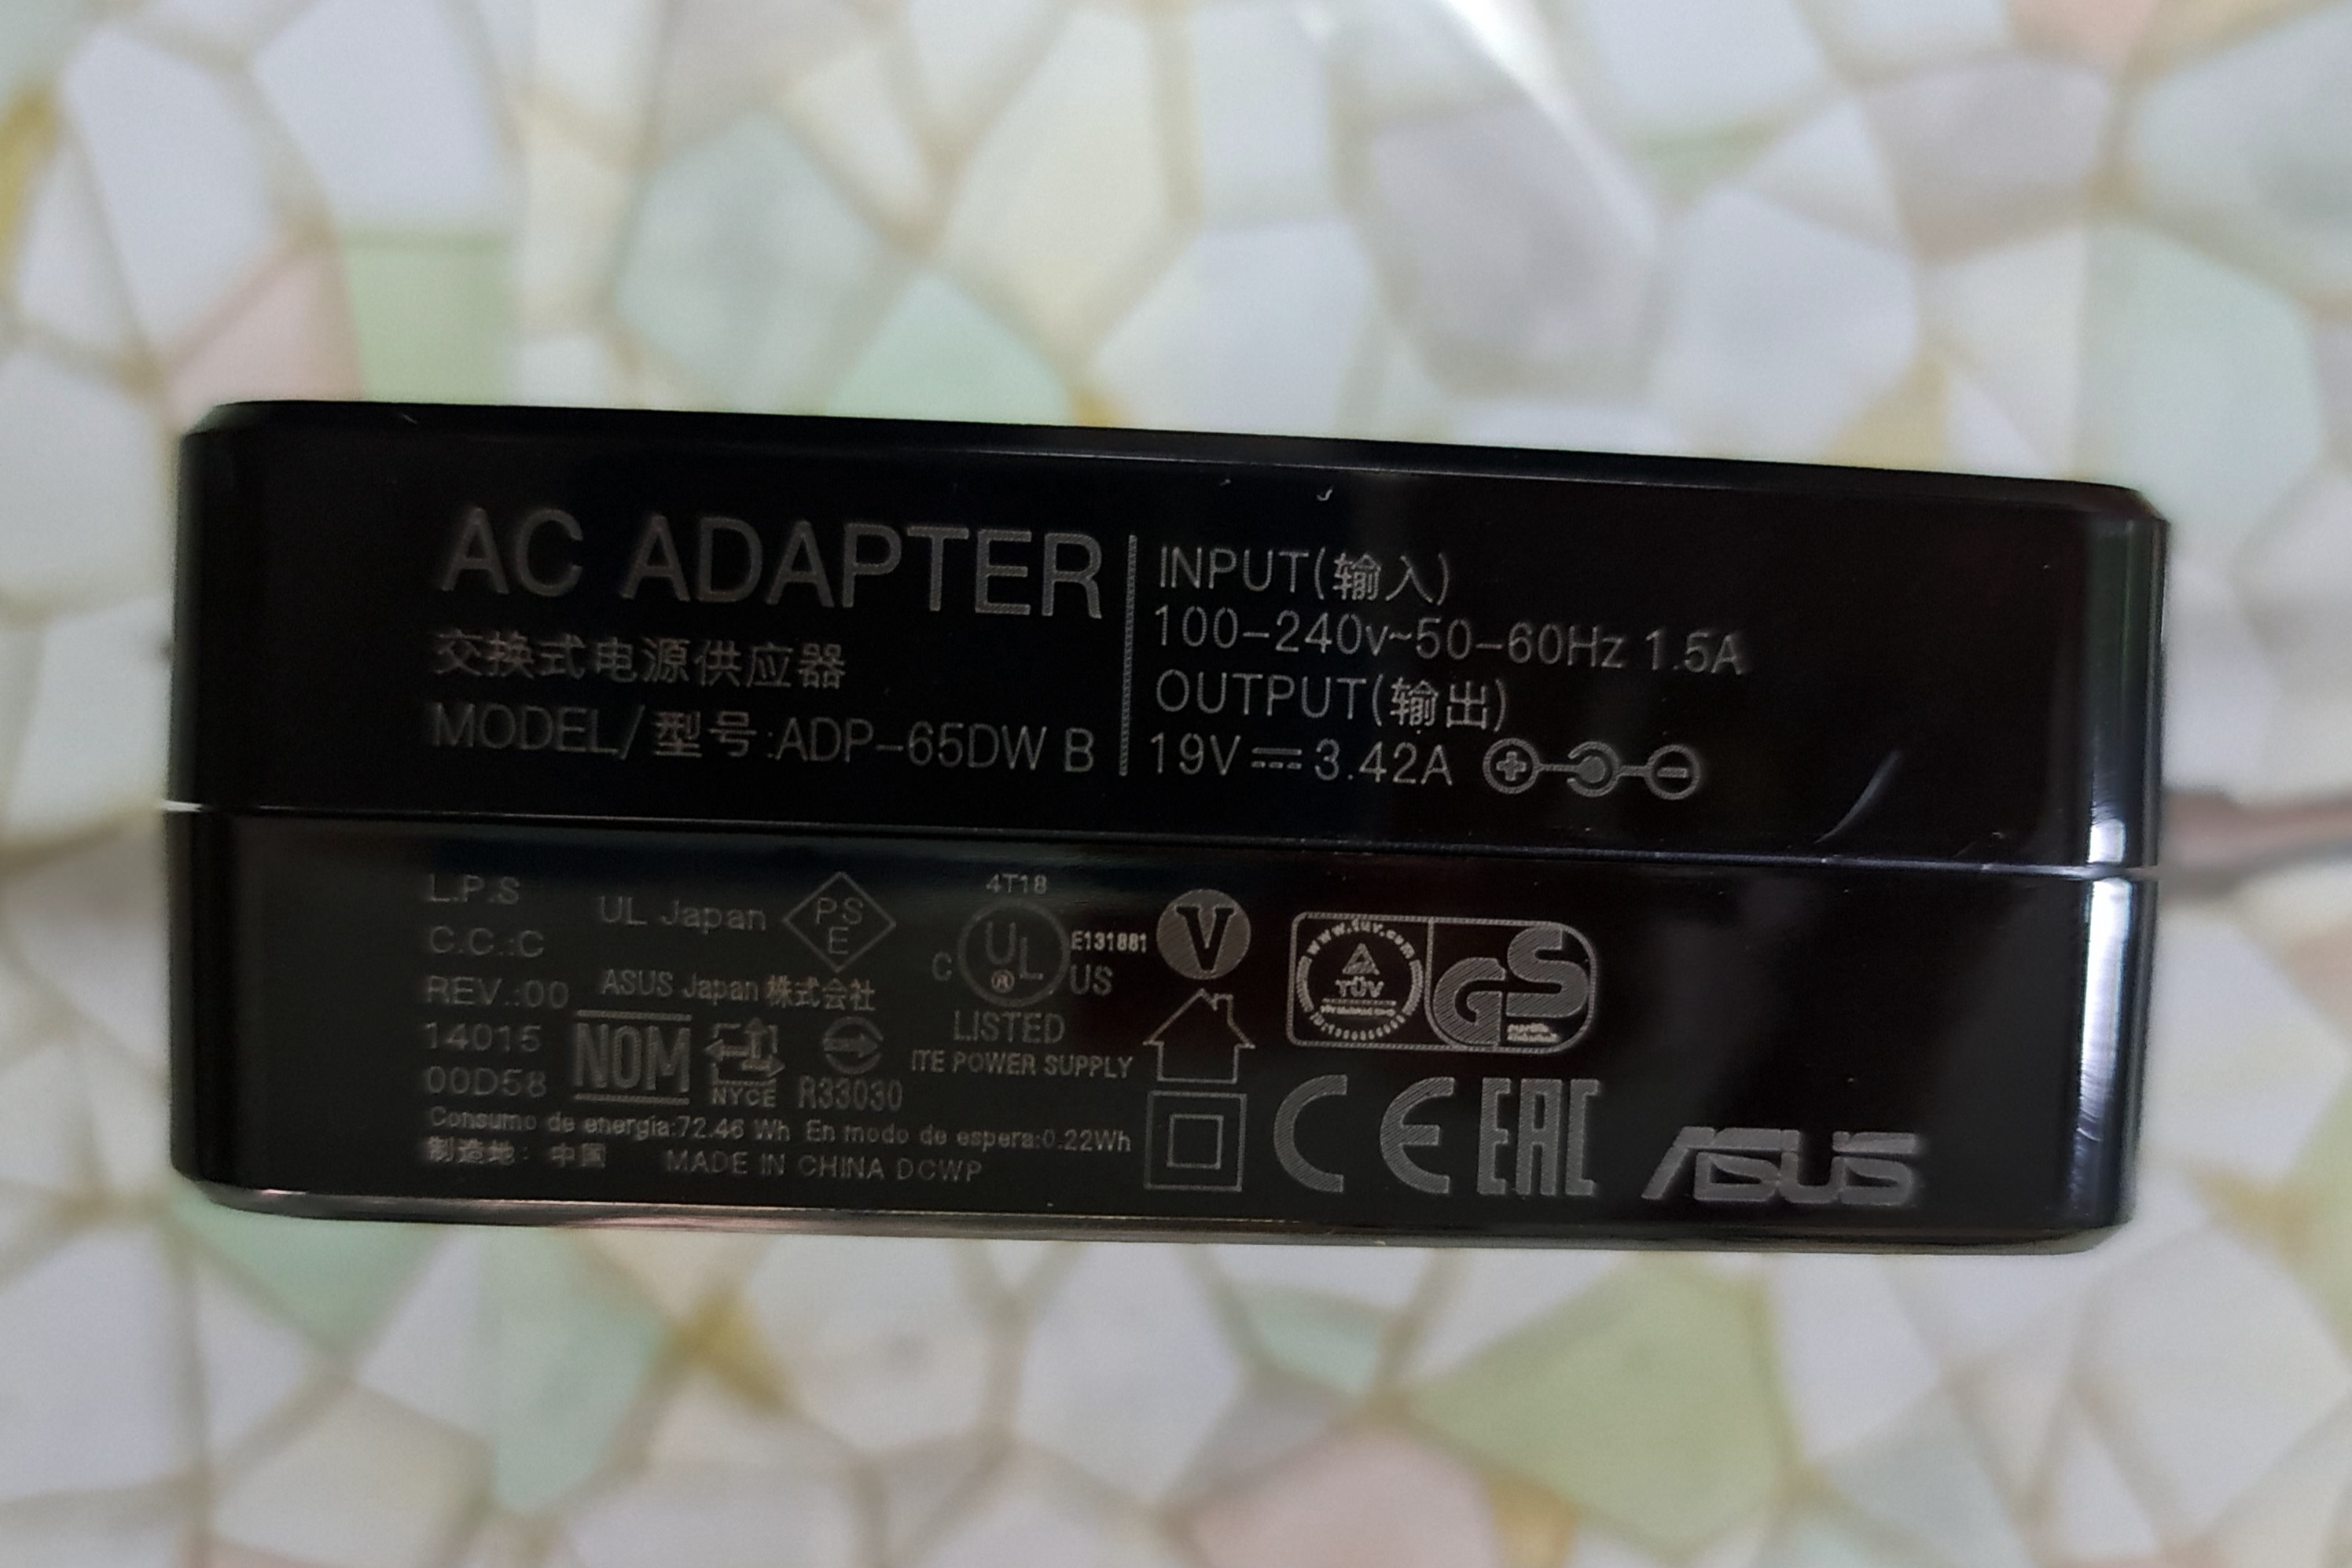 AC ADAPTER
交换式电源供应器
MODEL/型号:ADP-65DW B
INPUT(输入)
100-240v~50-60Hz 1.5A
OUTPUT(输出)
19V⎓3.42A
L.P.S
C.C.:C
REV.:00
14015
00D58
UL Japan
PSE
ASUS Japan 株式会社
NOM
NYCE
R33030
4T18
C UL US
E131881
LISTED
ITE POWER SUPPLY
V
www.tuv.com
TÜV
GS
Consumo de energia:72.46 Wh En modo de espera:0.22Wh
制造地: 中国 MADE IN CHINA DCWP
CE EAC
ASUS